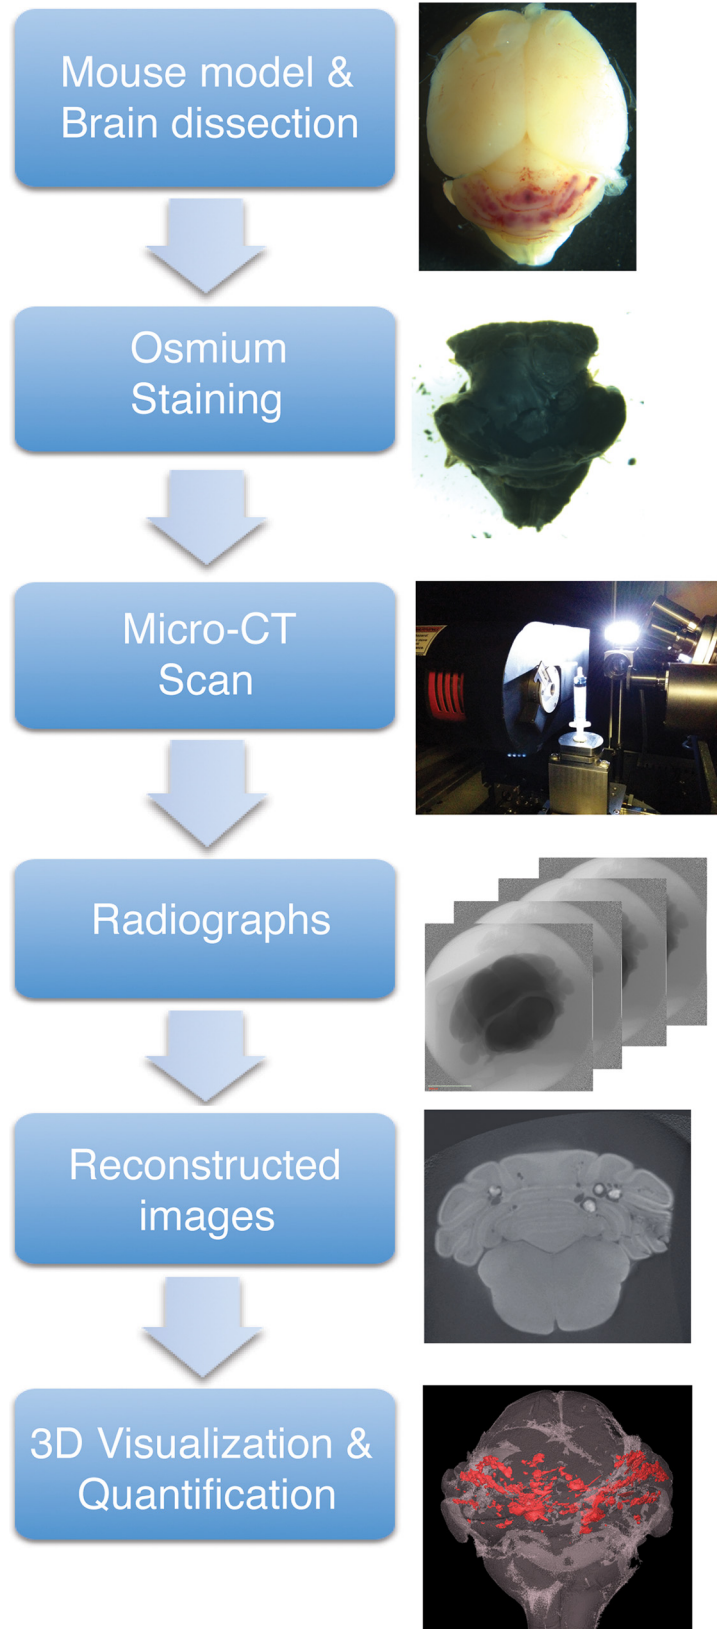 Mouse model &
Brain dissection
Osmium
Staining
Micro-CT
Scan
Radiographs
Reconstructed
images
3D Visualization &
Quantification